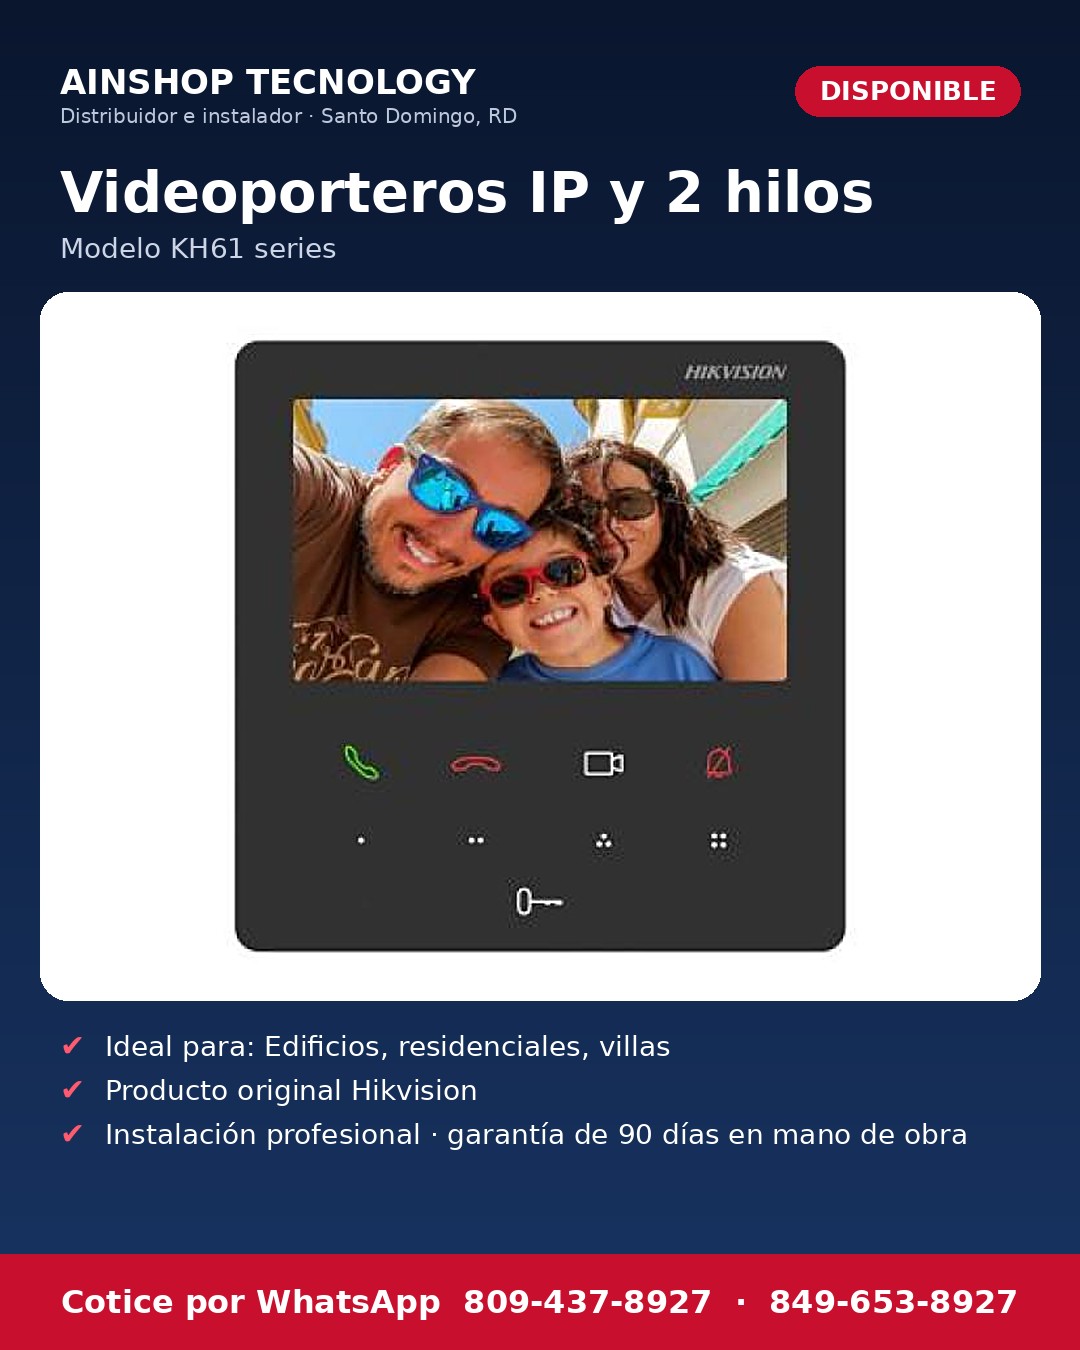 AINSHOP TECNOLOGY
DISPONIBLE
Distribuidor e instalador · Santo Domingo, RD
Videoporteros IP y 2 hilos
Modelo KH61 series
HIKVISION
✔ Ideal para: Edificios, residenciales, villas
✔ Producto original Hikvision
✔ Instalación profesional · garantía de 90 días en mano de obra
Cotice por WhatsApp 809-437-8927 · 849-653-8927